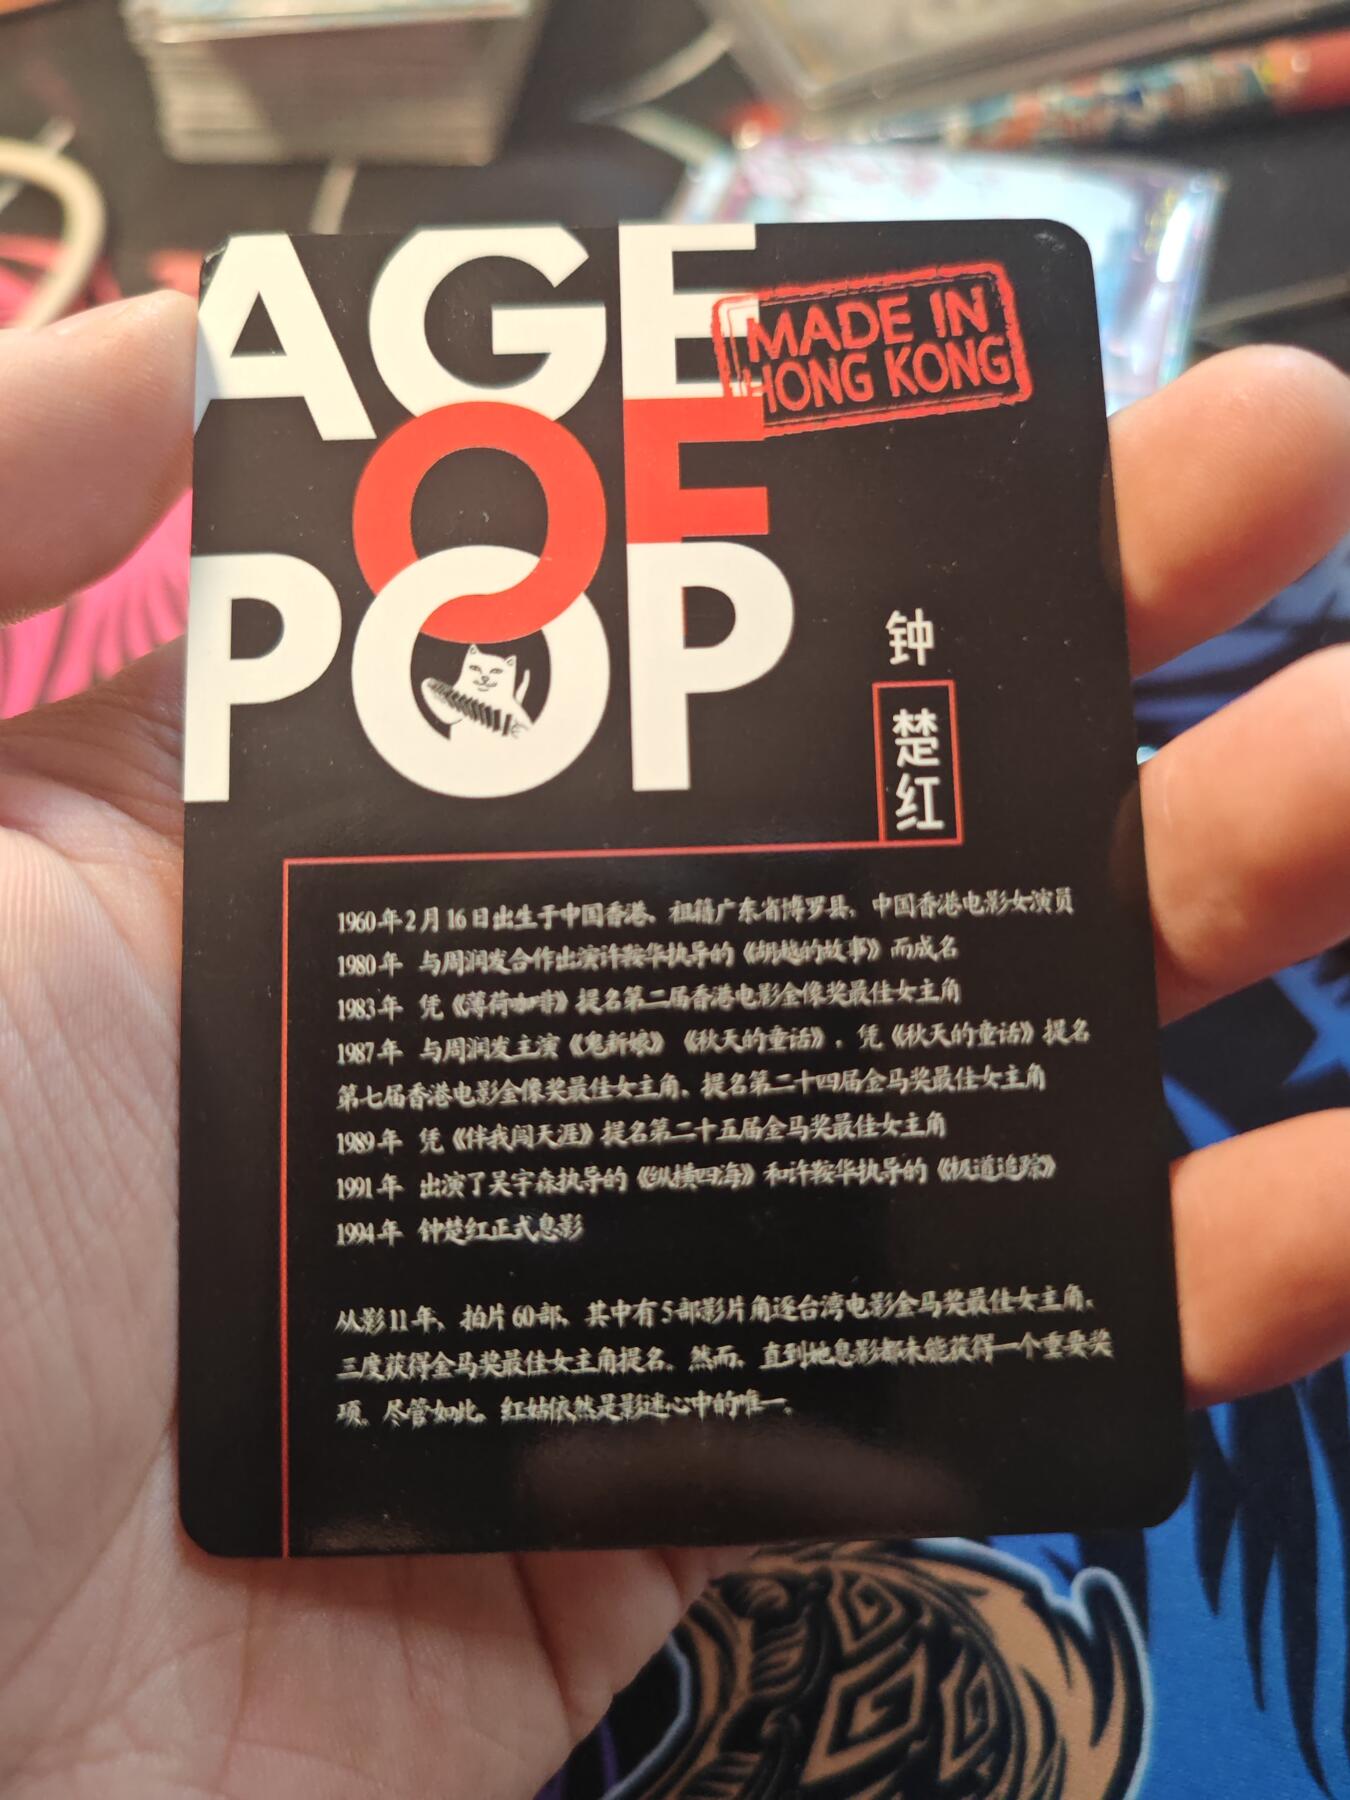 AGE
OF
POP
MADE IN
HONG KONG
钟
楚红
1960年2月16日出生于中国香港，祖籍广东省博罗县，中国香港电影女演员
1980年 与周润发合作出演许鞍华执导的《胡越的故事》而成名
1983年 凭《薄荷咖啡》提名第二届香港电影金像奖最佳女主角
1987年 与周润发主演《鬼新娘》《秋天的童话》，凭《秋天的童话》提名
第七届香港电影金像奖最佳女主角，提名第二十四届金马奖最佳女主角
1989年 凭《伴我闯天涯》提名第二十五届金马奖最佳女主角
1991年 出演了吴宇森执导的《纵横四海》和许鞍华执导的《极道追踪》
1994年 钟楚红正式息影
从影11年，拍片60部，其中有5部影片角逐台湾电影金马奖最佳女主角，
三度获得金马奖最佳女主角提名。然而，直到她息影都未能获得一个重要奖
项。尽管如此，红姑依然是影迷心中的唯一。